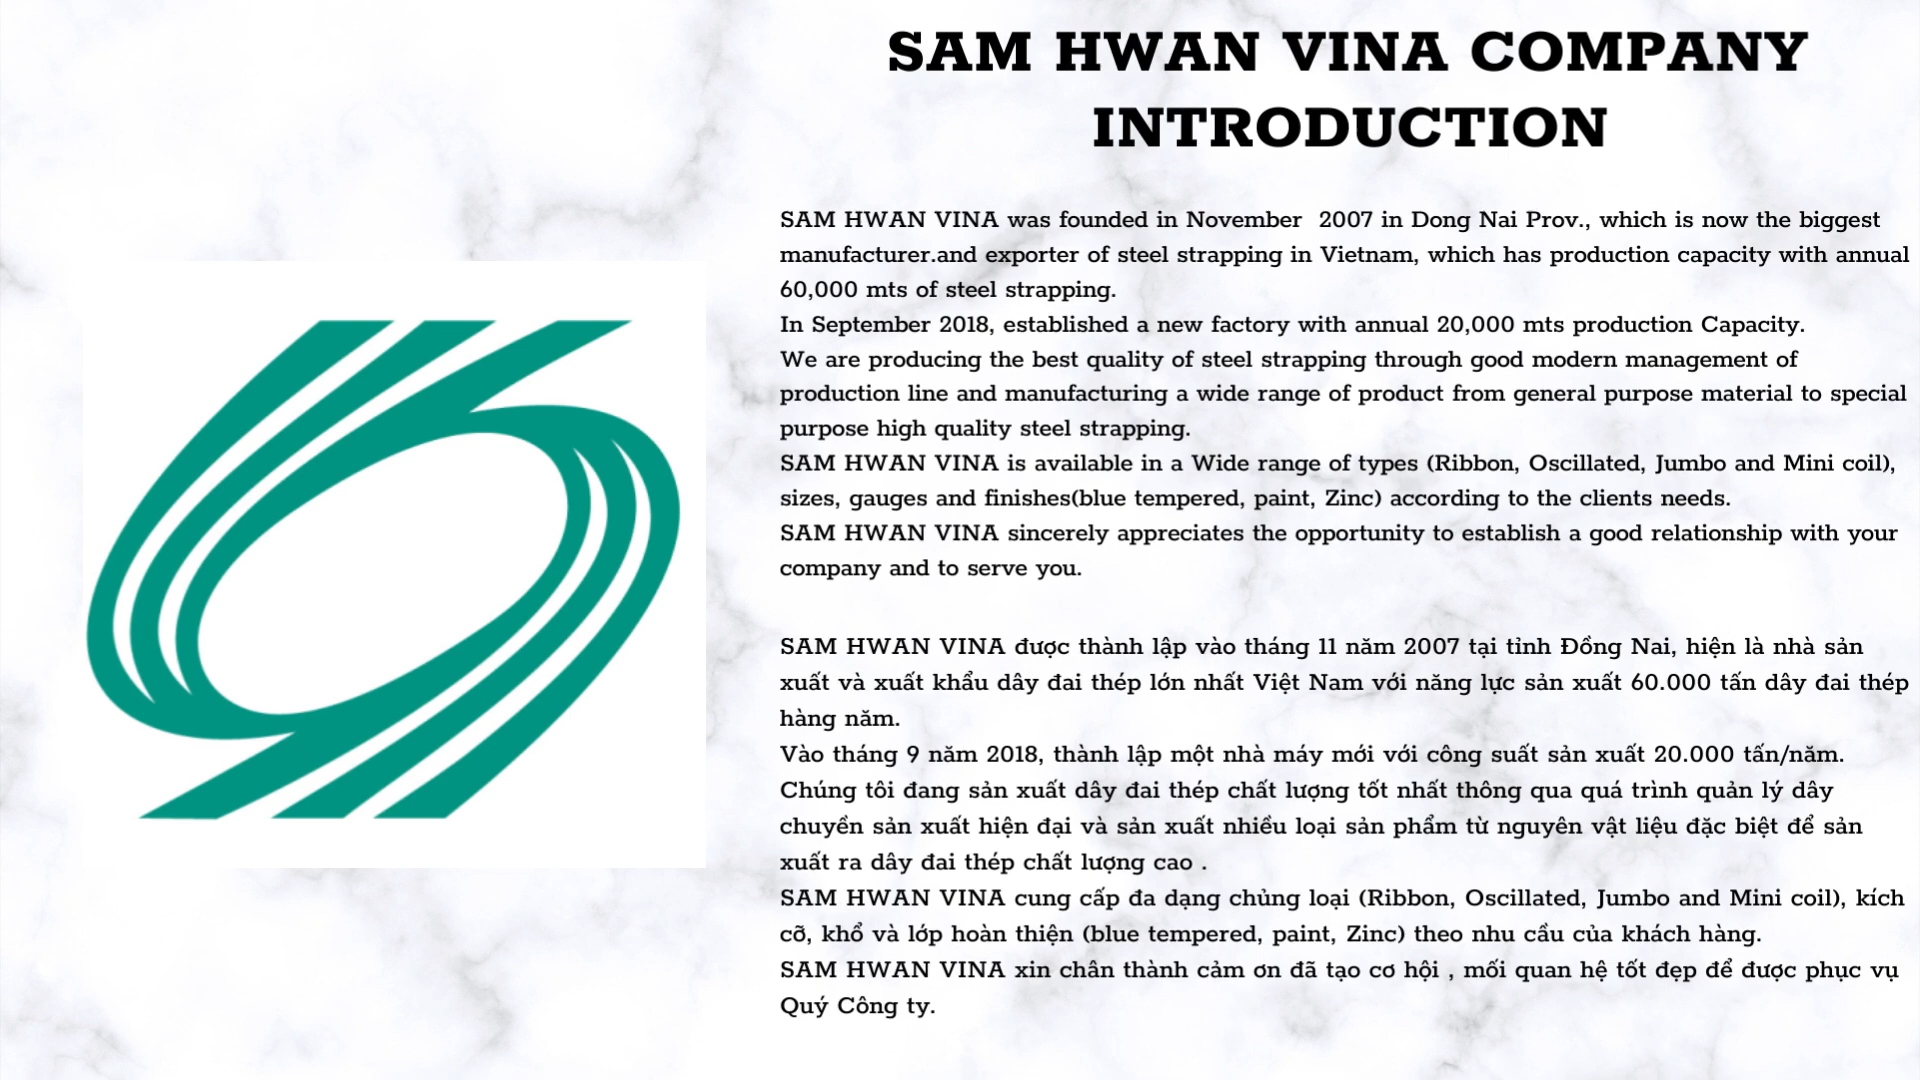 SAM HWAN VINA COMPANY
INTRODUCTION
SAM HWAN VINA was founded in November  2007 in Dong Nai Prov., which is now the biggest
manufacturer.and exporter of steel strapping in Vietnam, which has production capacity with annual
60,000 mts of steel strapping.
In September 2018, established a new factory with annual 20,000 mts production Capacity.
We are producing the best quality of steel strapping through good modern management of
production line and manufacturing a wide range of product from general purpose material to special
purpose high quality steel strapping.
SAM HWAN VINA is available in a Wide range of types (Ribbon, Oscillated, Jumbo and Mini coil),
sizes, gauges and finishes(blue tempered, paint, Zinc) according to the clients needs.
SAM HWAN VINA sincerely appreciates the opportunity to establish a good relationship with your
company and to serve you.
SAM HWAN VINA được thành lập vào tháng 11 năm 2007 tại tỉnh Đồng Nai, hiện là nhà sản
xuất và xuất khẩu dây đai thép lớn nhất Việt Nam với năng lực sản xuất 60.000 tấn dây đai thép
hàng năm.
Vào tháng 9 năm 2018, thành lập một nhà máy mới với công suất sản xuất 20.000 tấn/năm.
Chúng tôi đang sản xuất dây đai thép chất lượng tốt nhất thông qua quá trình quản lý dây
chuyền sản xuất hiện đại và sản xuất nhiều loại sản phẩm từ nguyên vật liệu đặc biệt để sản
xuất ra dây đai thép chất lượng cao .
SAM HWAN VINA cung cấp đa dạng chủng loại (Ribbon, Oscillated, Jumbo and Mini coil), kích
cỡ, khổ và lớp hoàn thiện (blue tempered, paint, Zinc) theo nhu cầu của khách hàng.
SAM HWAN VINA xin chân thành cảm ơn đã tạo cơ hội , mối quan hệ tốt đẹp để được phục vụ
Quý Công ty.